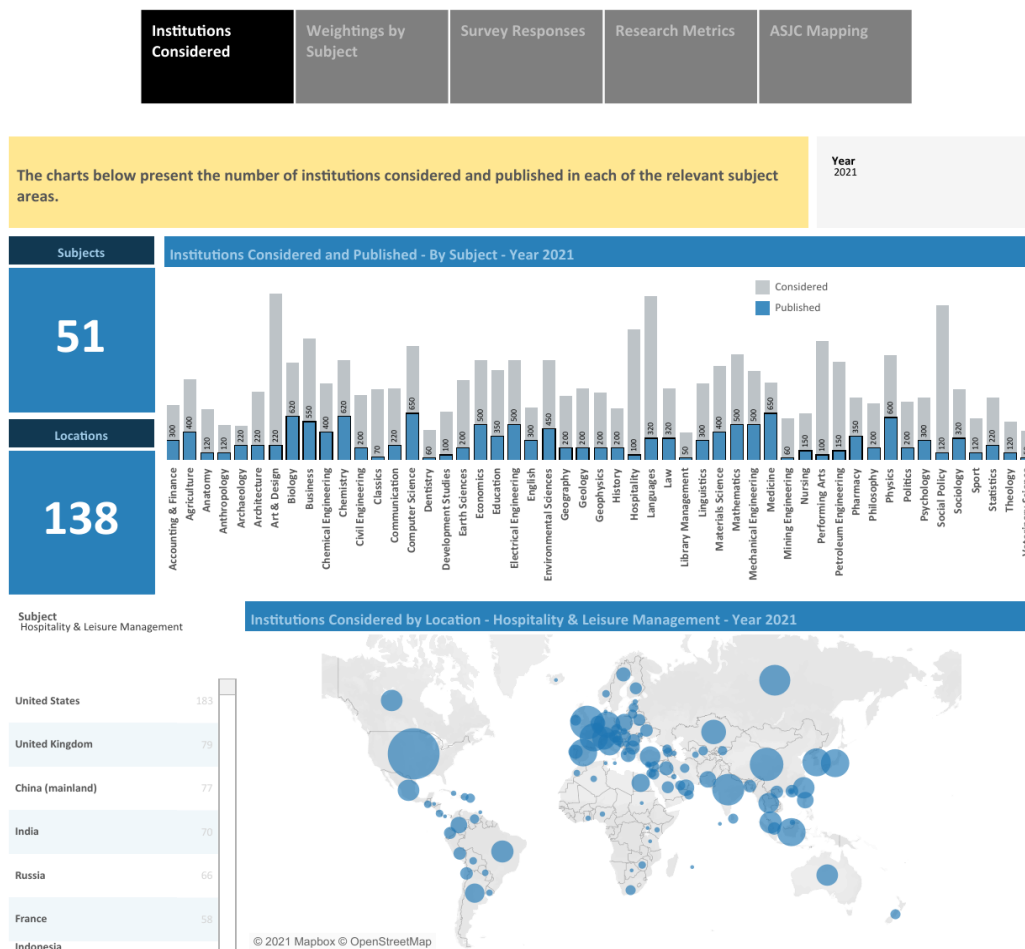 Institutions
Considered
Weightings by
Subject
Survey Responses
Research Metrics
ASJC Mapping
The charts below present the number of institutions considered and published in each of the relevant subject
areas.
Year
2021
Subjects
51
Locations
138
Institutions Considered and Published - By Subject - Year 2021
Considered
Published
300
400
120
120
220
220
220
620
550
400
620
200
70
220
650
60
100
200
500
350
500
300
450
200
200
200
200
100
320
320
50
300
400
500
500
650
60
150
100
150
350
200
600
200
300
120
320
120
220
120
Accounting & Finance
Agriculture
Anatomy
Anthropology
Archaeology
Architecture
Art & Design
Biology
Business
Chemical Engineering
Chemistry
Civil Engineering
Classics
Communication
Computer Science
Dentistry
Development Studies
Earth Sciences
Economics
Education
Electrical Engineering
English
Environmental Sciences
Geography
Geology
Geophysics
History
Hospitality
Languages
Law
Library Management
Linguistics
Materials Science
Mathematics
Mechanical Engineering
Medicine
Mining Engineering
Nursing
Performing Arts
Petroleum Engineering
Pharmacy
Philosophy
Physics
Politics
Psychology
Social Policy
Sociology
Sport
Statistics
Theology
Subject
Hospitality & Leisure Management
Institutions Considered by Location - Hospitality & Leisure Management - Year 2021
United States 183
United Kingdom 79
China (mainland) 77
India 70
Russia 66
France 58
Indonesia
© 2021 Mapbox © OpenStreetMap